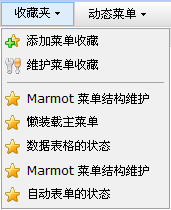 收藏夹 动态菜单
添加菜单收藏
维护菜单收藏
Marmot 菜单结构维护
懒装载主菜单
数据表格的状态
Marmot 菜单结构维护
自动表单的状态